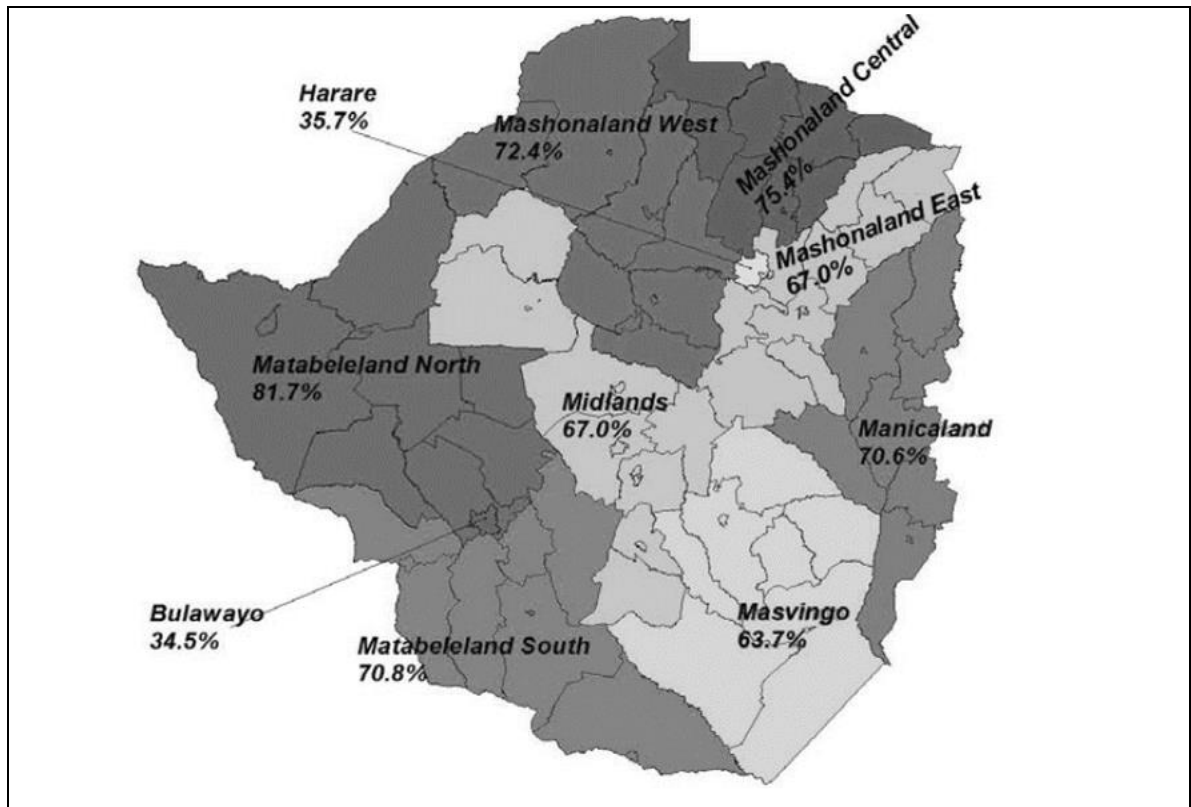 Harare
35.7%
Mashonaland West
72.4%
Mashonaland Central
75.4%
Mashonaland East
67.0%
Matabeleland North
81.7%
Midlands
67.0%
Manicaland
70.6%
Bulawayo
34.5%
Matabeleland South
70.8%
Masvingo
63.7%